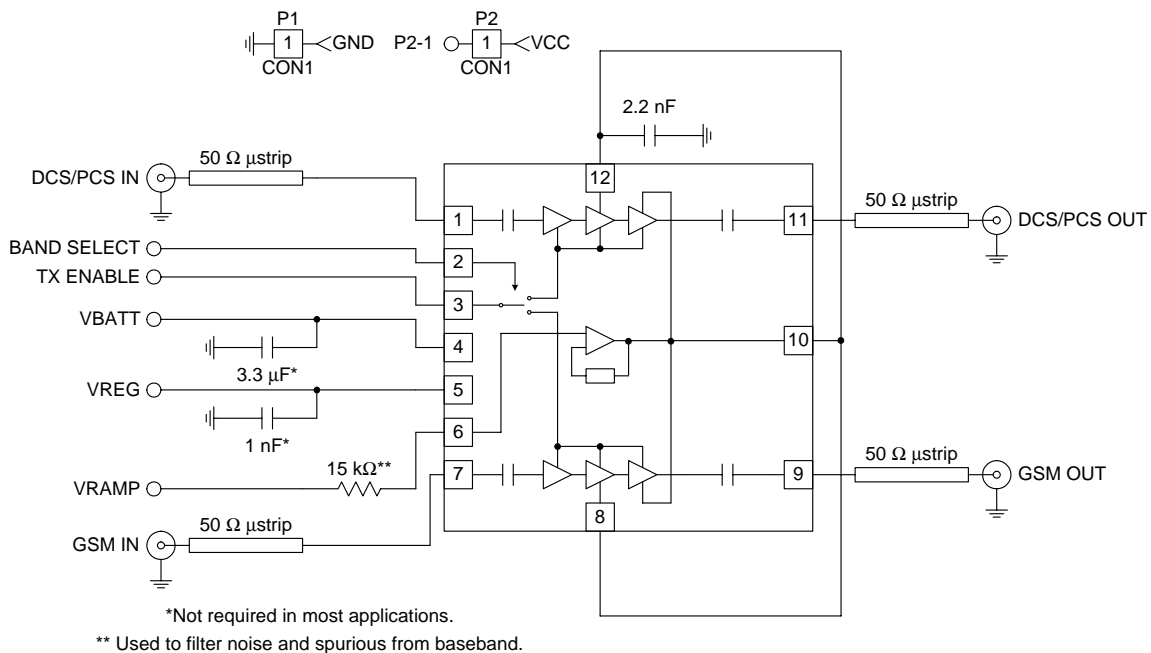 P1
1
GND
CON1
P2
P2-1
1
VCC
CON1
2.2 nF
50 Ω μstrip
DCS/PCS IN
12
1
11
50 Ω μstrip
DCS/PCS OUT
BAND SELECT
2
TX ENABLE
3
VBATT
4
10
3.3 μF*
VREG
5
1 nF*
6
15 kΩ**
VRAMP
7
9
50 Ω μstrip
GSM OUT
8
50 Ω μstrip
GSM IN
*Not required in most applications.
** Used to filter noise and spurious from baseband.